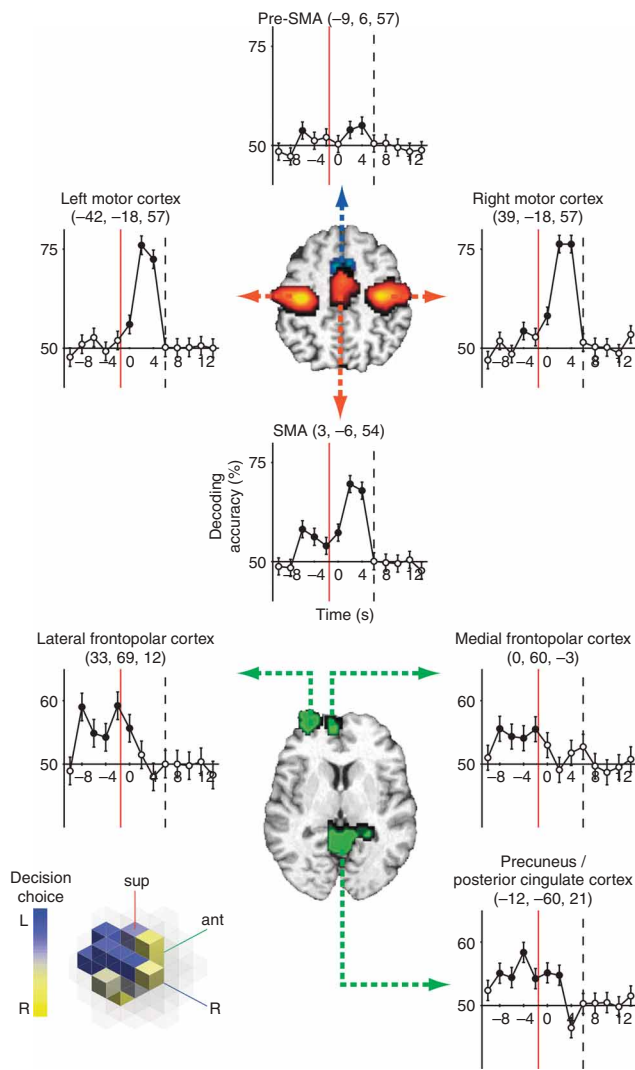 Pre-SMA (–9, 6, 57)
75
50
–8 –4 0 4 8 12
Left motor cortex
(–42, –18, 57)
75
50
–8 –4 0 4 8 12
Right motor cortex
(39, –18, 57)
75
50
–8 –4 0 4 8 12
SMA (3, –6, 54)
75
50
Decoding
accuracy (%)
–8 –4 0 4 8 12
Time (s)
Lateral frontopolar cortex
(33, 69, 12)
60
50
–8 –4 0 4 8 12
Medial frontopolar cortex
(0, 60, –3)
60
50
–8 –4 0 4 8 12
Decision
choice
L
R
sup
ant
R
Precuneus /
posterior cingulate cortex
(–12, –60, 21)
60
50
–8 –4 0 4 8 12